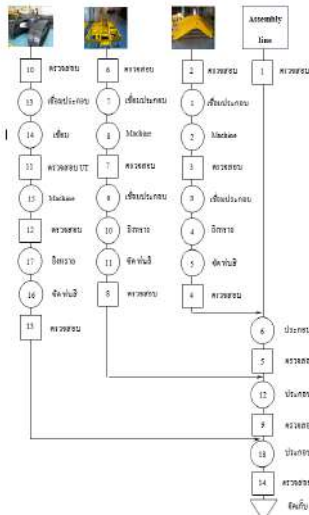 Assembly
line
10 ตรวจสอบ 6 ตรวจสอบ 2 ตรวจสอบ 1 ตรวจสอบ
13 เชื่อมประกอบ 7 เชื่อมประกอบ 1 เชื่อมประกอบ
14 เชื่อม 8 Machine 2 Machine
11 ตรวจสอบ UT 7 ตรวจสอบ 3 ตรวจสอบ
15 Machine 9 เชื่อมประกอบ 3 เชื่อมประกอบ
12 ตรวจสอบ 10 ยิงทราย 4 ยิงทราย
17 ยิงทราย 11 ฉีดพ่นสี 5 ฉีดพ่นสี
16 ฉีดพ่นสี 8 ตรวจสอบ 4 ตรวจสอบ
13 ตรวจสอบ
6 ประกอบ
5 ตรวจสอบ
12 ประกอบ
9 ตรวจสอบ
18 ประกอบ
14 ตรวจสอบ
จัดเก็บ